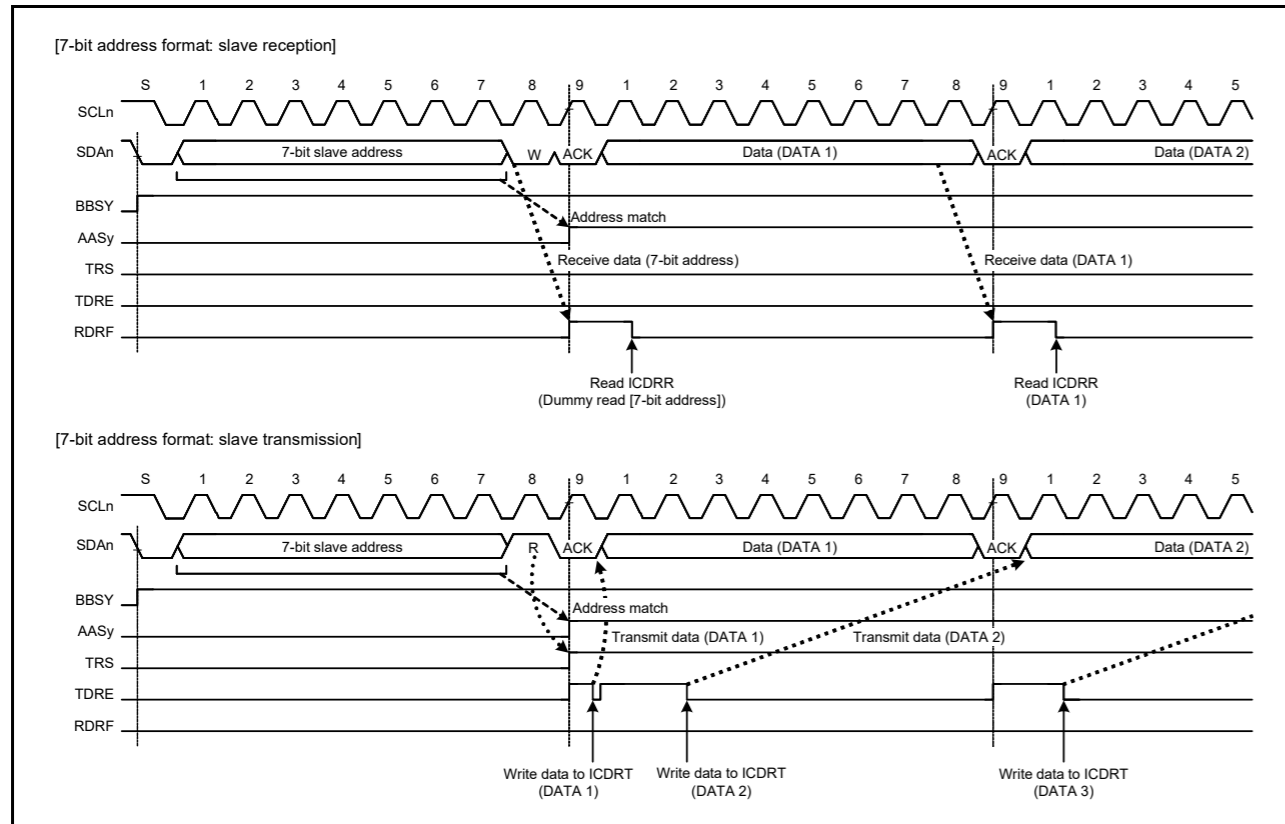 [7-bit address format: slave reception]
S 1 2 3 4 5 6 7 8 9 1 2 3 4 5 6 7 8 9 1 2 3 4 5
SCLn
SDAn 7-bit slave address W ACK Data (DATA 1) ACK Data (DATA 2)
BBSY
Address match
AASy
Receive data (7-bit address) Receive data (DATA 1)
TRS
TDRE
RDRF
Read ICDRR Read ICDRR
(Dummy read [7-bit address]) (DATA 1)
[7-bit address format: slave transmission]
S 1 2 3 4 5 6 7 8 9 1 2 3 4 5 6 7 8 9 1 2 3 4 5
SCLn
SDAn 7-bit slave address R ACK Data (DATA 1) ACK Data (DATA 2)
BBSY
Address match
AASy
Transmit data (DATA 1) Transmit data (DATA 2)
TRS
TDRE
RDRF
Write data to ICDRT Write data to ICDRT Write data to ICDRT
(DATA 1) (DATA 2) (DATA 3)